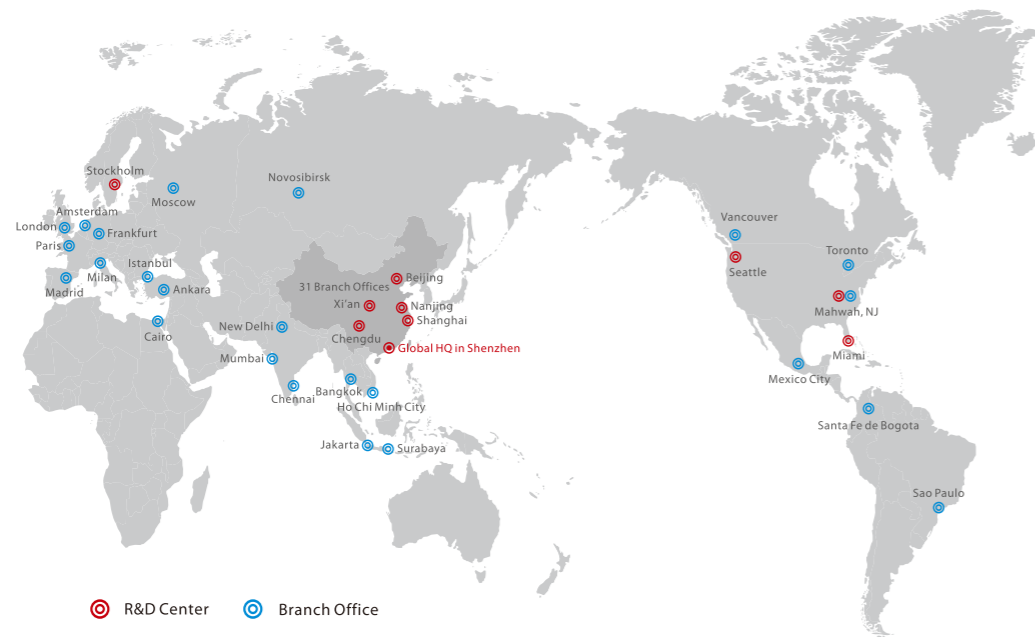 Stockholm
Moscow
Novosibirsk
Amsterdam
London
Frankfurt
Paris
Istanbul
Milan
Madrid
Ankara
Cairo
31 Branch Offices
Beijing
Xi'an
Nanjing
Shanghai
Chengdu
Global HQ in Shenzhen
New Delhi
Mumbai
Chennai
Bangkok
Ho Chi Minh City
Jakarta
Surabaya
Vancouver
Toronto
Seattle
Mahwah, NJ
Miami
Mexico City
Santa Fe de Bogota
Sao Paulo
R&D Center
Branch Office